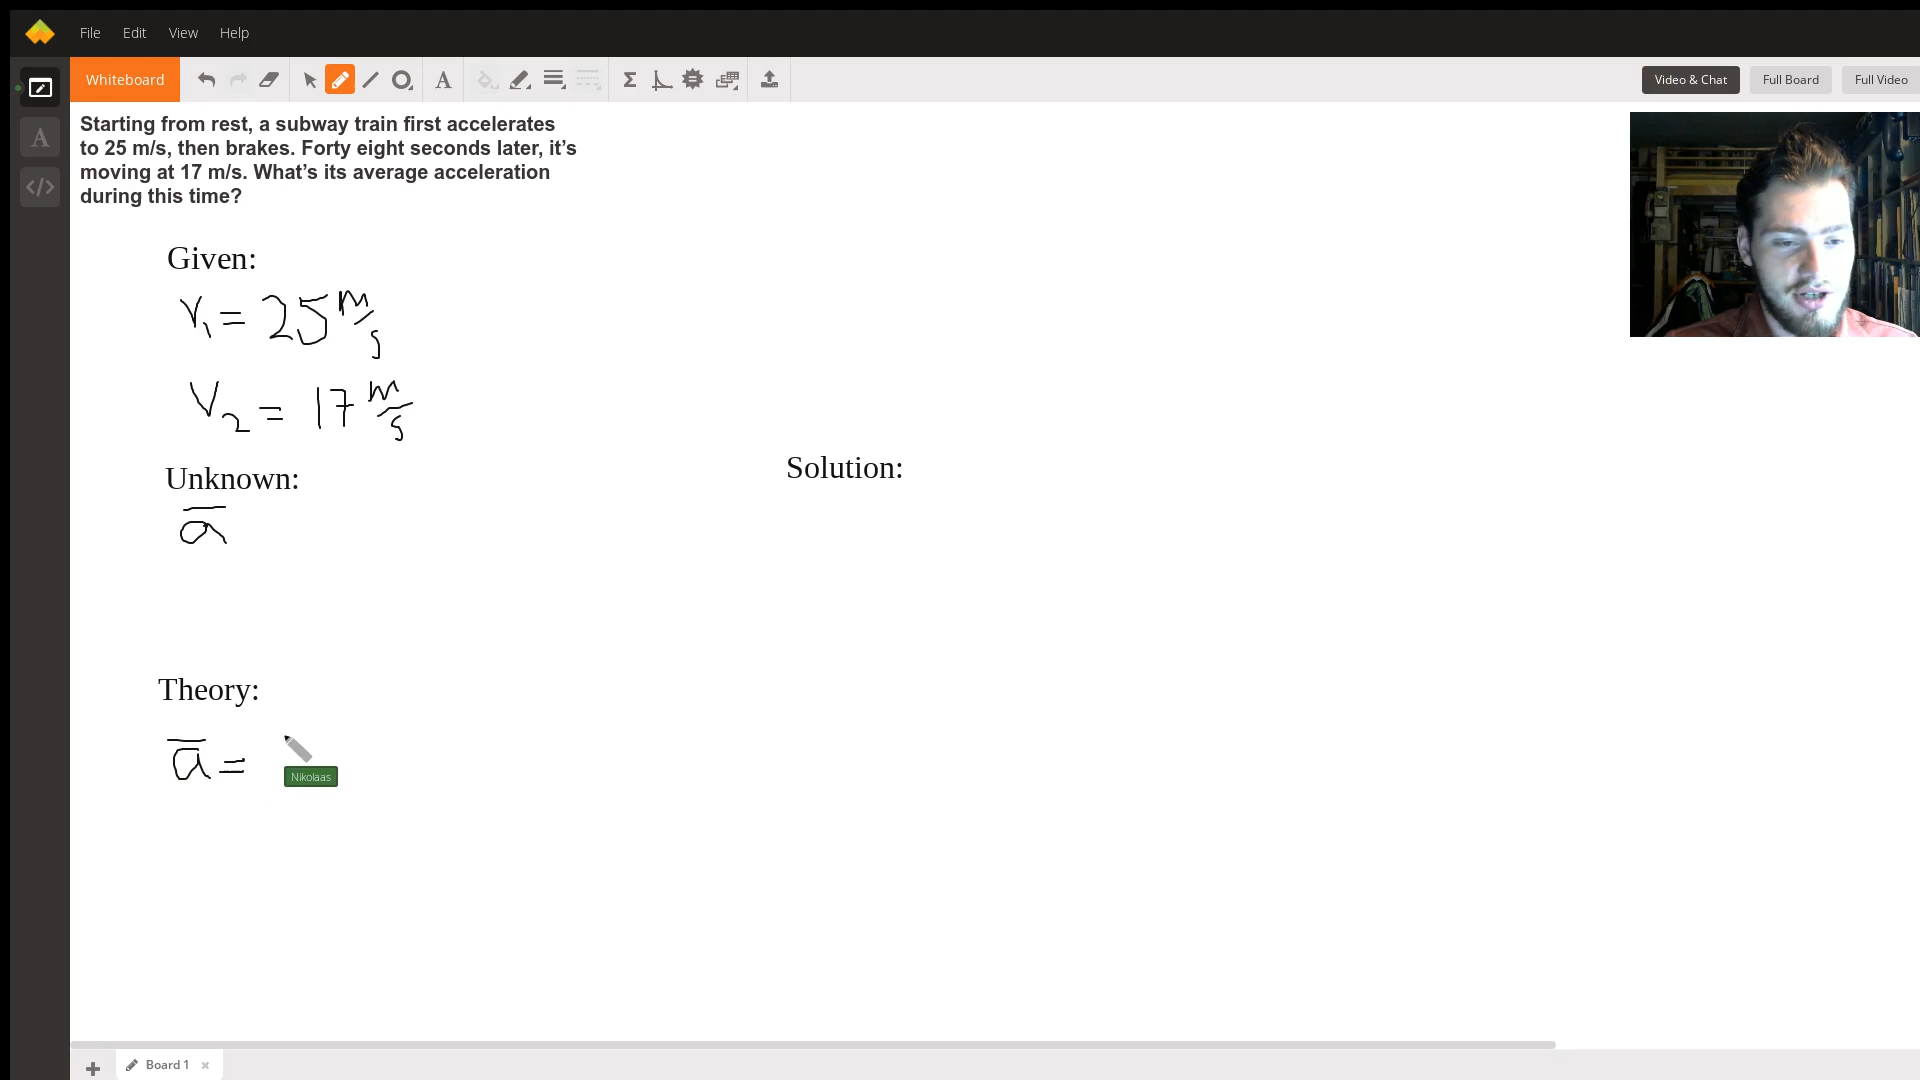 File Edit View Help
Whiteboard
Video & Chat Full Board Full Video
Starting from rest, a subway train first accelerates
to 25 m/s, then brakes. Forty eight seconds later, it’s
moving at 17 m/s. What’s its average acceleration
during this time?
Given:
V₁ = 25 m/s
V₂ = 17 m/s
Unknown:
a̅
Solution:
Theory:
a̅ =
Nikolaas
Board 1